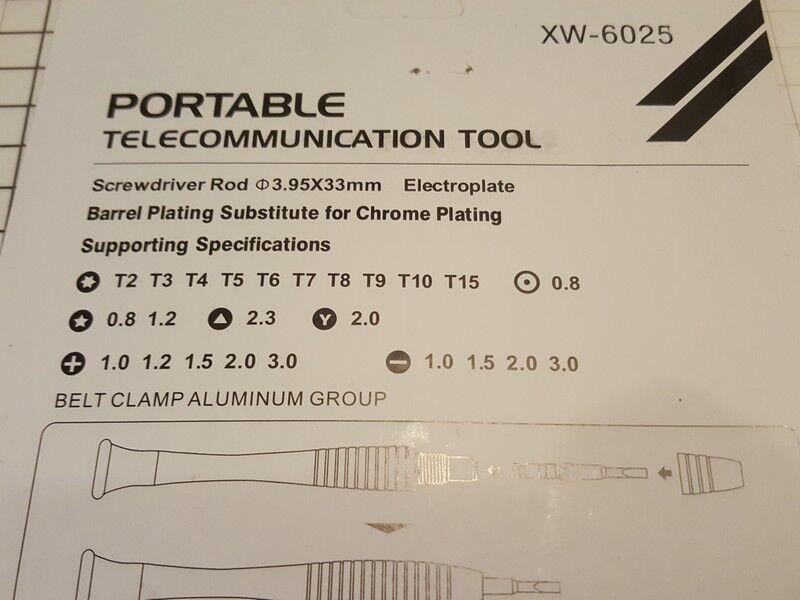 XW-6025
PORTABLE
TELECOMMUNICATION TOOL
Screwdriver Rod Φ3.95X33mm Electroplate
Barrel Plating Substitute for Chrome Plating
Supporting Specifications
T2 T3 T4 T5 T6 T7 T8 T9 T10 T15 0.8
0.8 1.2 2.3 Y 2.0
1.0 1.2 1.5 2.0 3.0 1.0 1.5 2.0 3.0
BELT CLAMP ALUMINUM GROUP